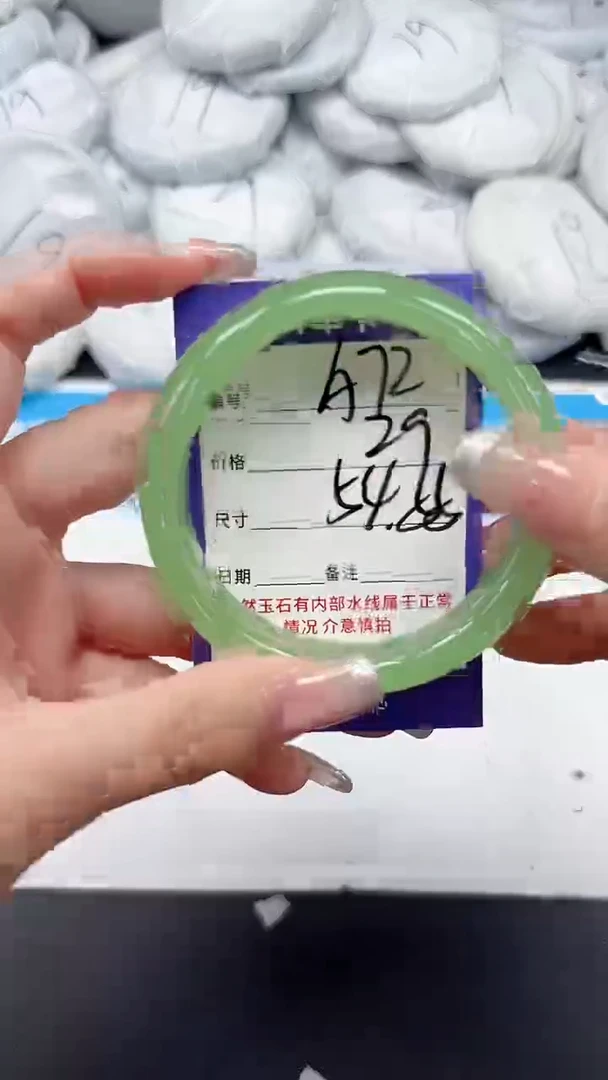 编号 A72
29
价格
尺寸 54.
日期 备注
然玉石有内部水线属于正常
情况 介意慎拍